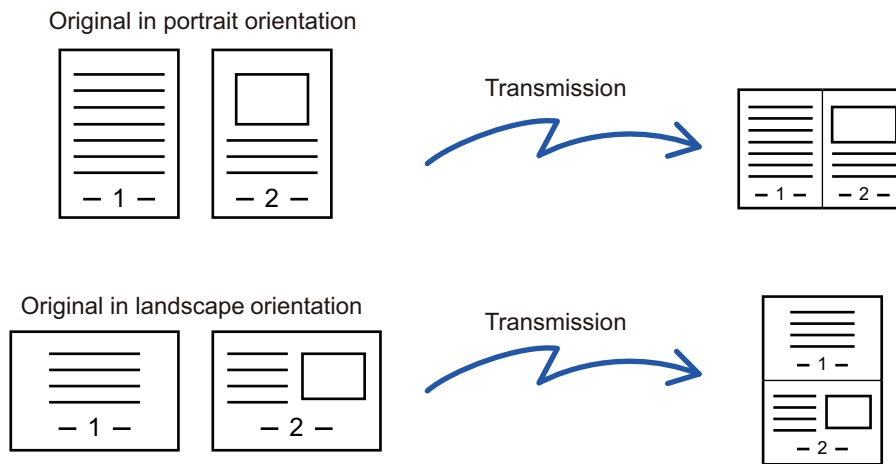 Original in portrait orientation
Transmission
– 1 –
– 2 –
– 1 –
– 2 –
Original in landscape orientation
Transmission
– 1 –
– 2 –
– 1 –
– 2 –